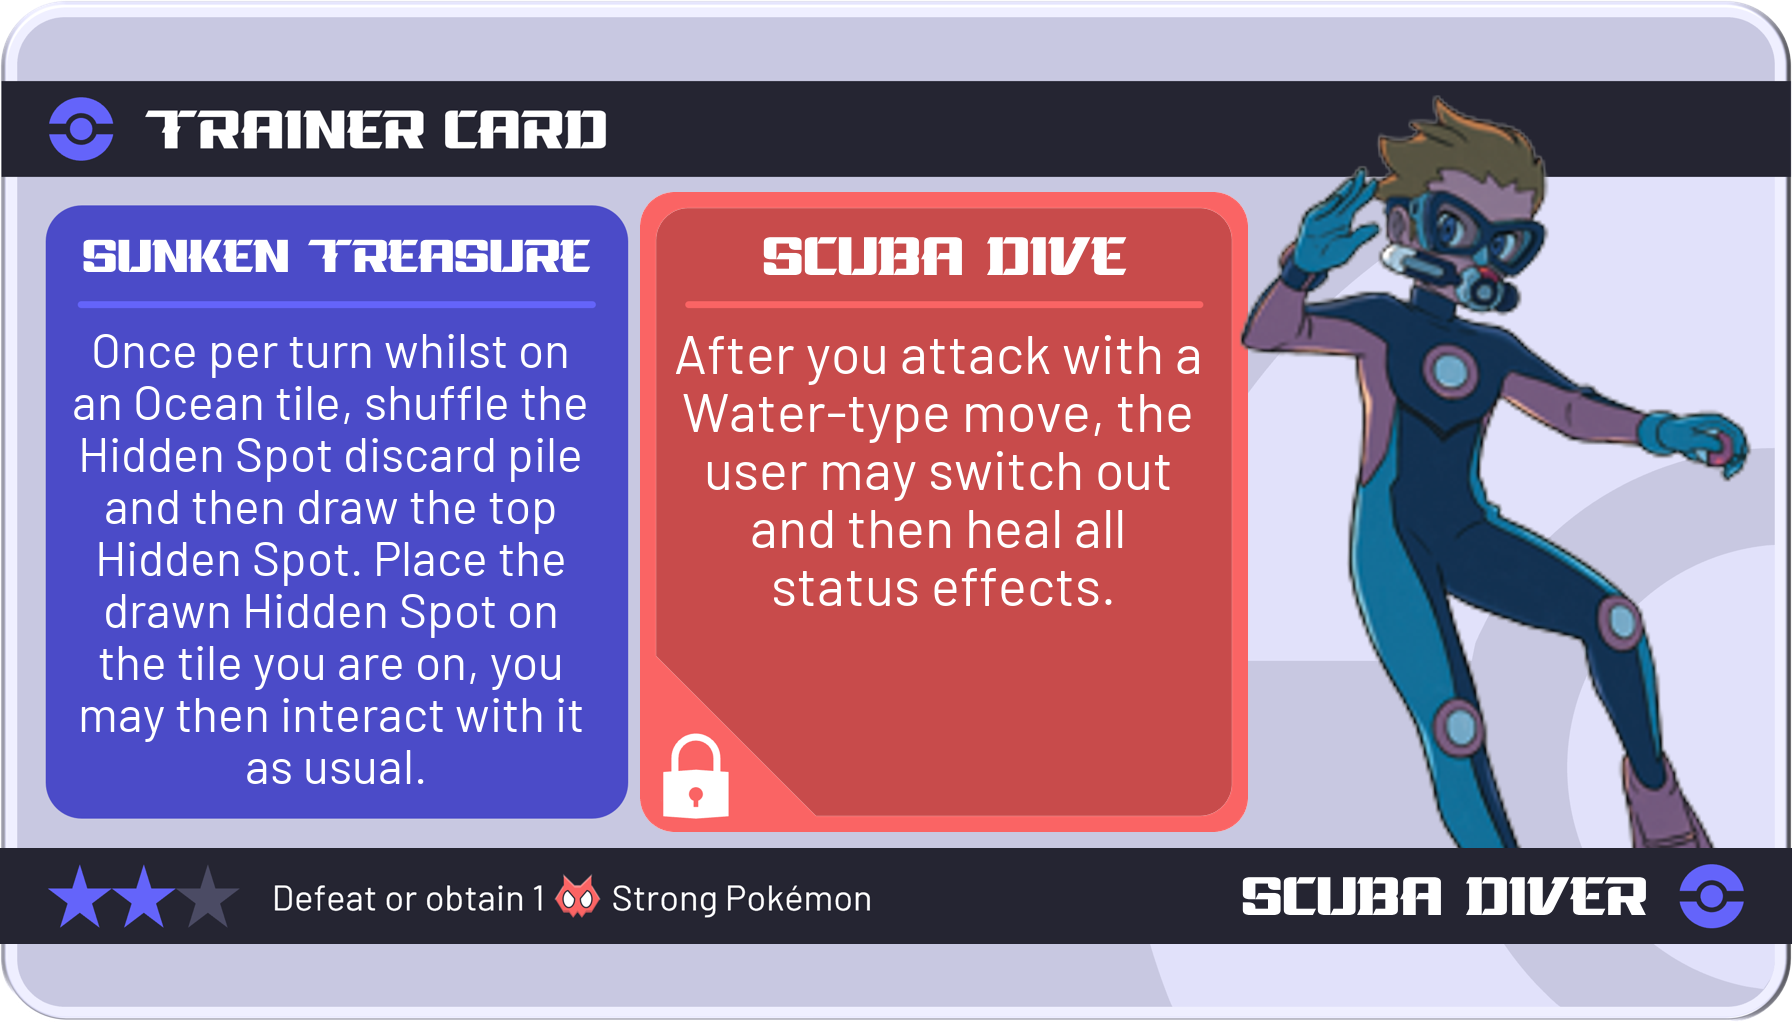 TRAINER CARD
SUNKEN TREASURE
Once per turn whilst on
an Ocean tile, shuffle the
Hidden Spot discard pile
and then draw the top
Hidden Spot. Place the
drawn Hidden Spot on
the tile you are on, you
may then interact with it
as usual.
SCUBA DIVE
After you attack with a
Water-type move, the
user may switch out
and then heal all
status effects.
Defeat or obtain 1 Strong Pokémon
SCUBA DIVER